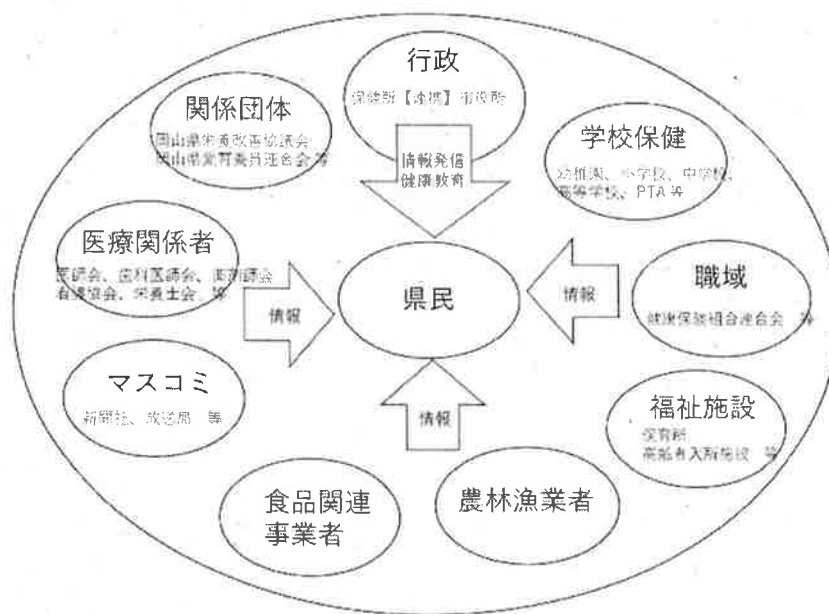 行政
保健所【連携】市役所
情報発信
健康教育
関係団体
岡山県栄養改善協議会
岡山県愛育委員連合会 等
学校保健
幼稚園、小学校、中学校、
高等学校、PTA 等
医療関係者
医師会、歯科医師会、薬剤師会
看護協会、栄養士会 等
情報
県民
情報
職域
健康保険組合連合会 等
マスコミ
新聞社、放送局 等
情報
福祉施設
保育所
高齢者入所施設 等
食品関連
事業者
農林漁業者